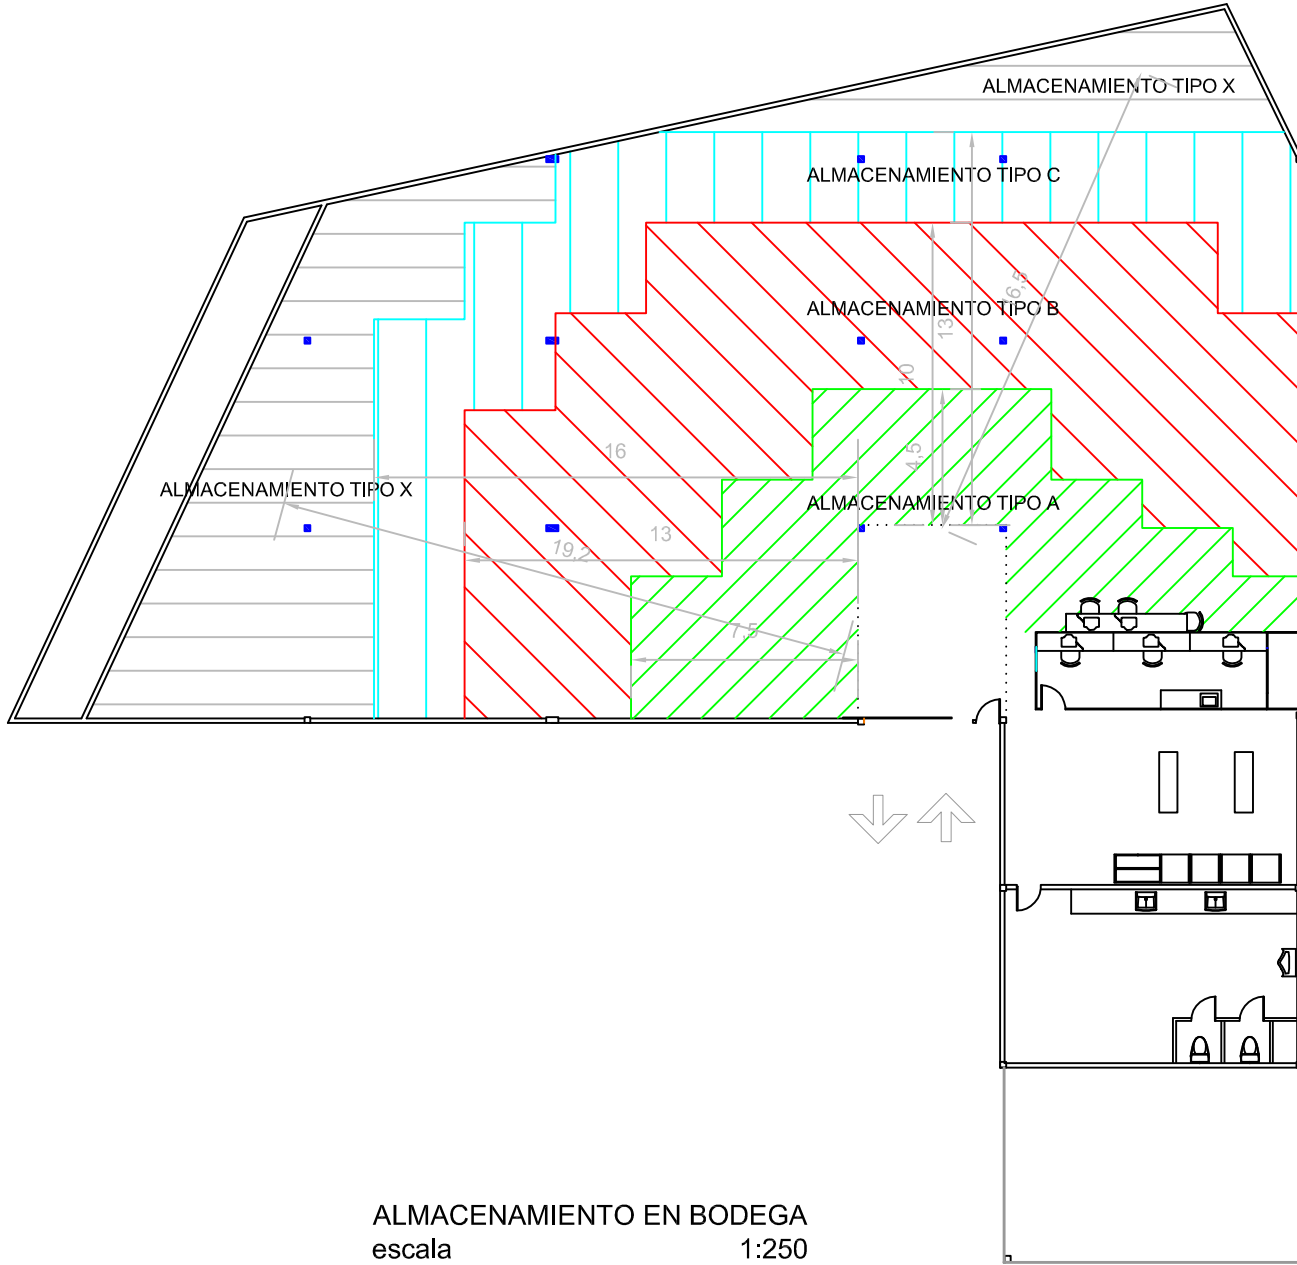 ALMACENAMIENTO TIPO X
ALMACENAMIENTO TIPO C
16,5
ALMACENAMIENTO TIPO B
13
10
16
4,5
ALMACENAMIENTO TIPO X
ALMACENAMIENTO TIPO A
13
19,2
7,5
ALMACENAMIENTO EN BODEGA
escala 1:250